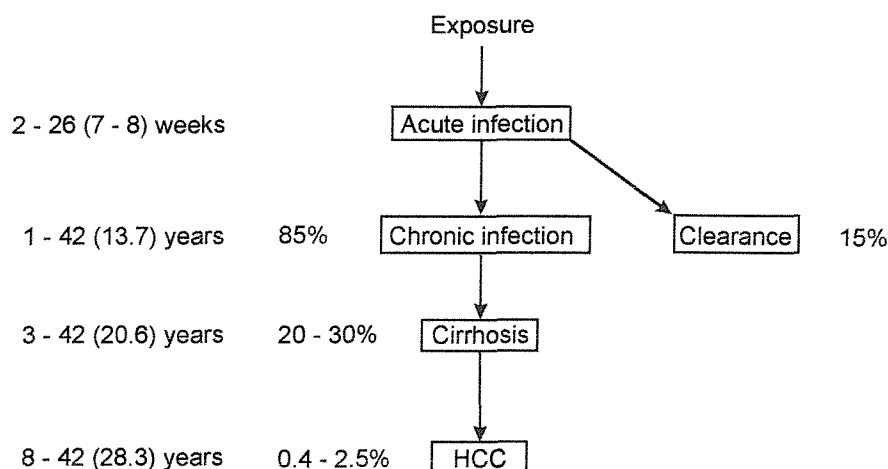 Exposure
2 - 26 (7 - 8) weeks Acute infection
1 - 42 (13.7) years 85% Chronic infection Clearance 15%
3 - 42 (20.6) years 20 - 30% Cirrhosis
8 - 42 (28.3) years 0.4 - 2.5% HCC